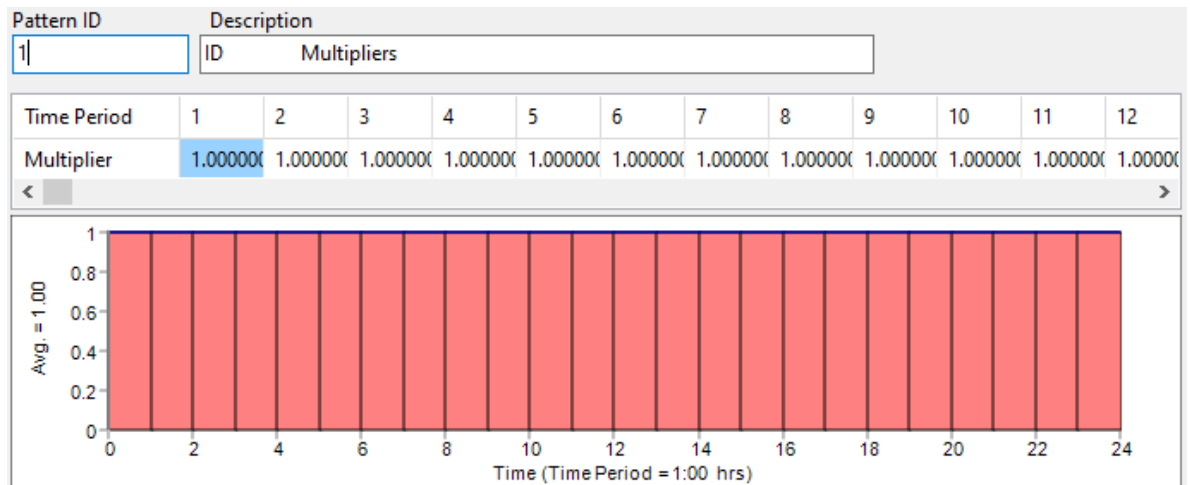 Pattern ID Description
1 ID Multipliers
Time Period 1 2 3 4 5 6 7 8 9 10 11 12
Multiplier 1.000000 1.000000 1.000000 1.000000 1.000000 1.000000 1.000000 1.000000 1.000000 1.000000 1.000000 1.00000
1
0.8
0.6
0.4
0.2
0
Avg. = 1.00
0 2 4 6 8 10 12 14 16 18 20 22 24
Time (Time Period = 1:00 hrs)